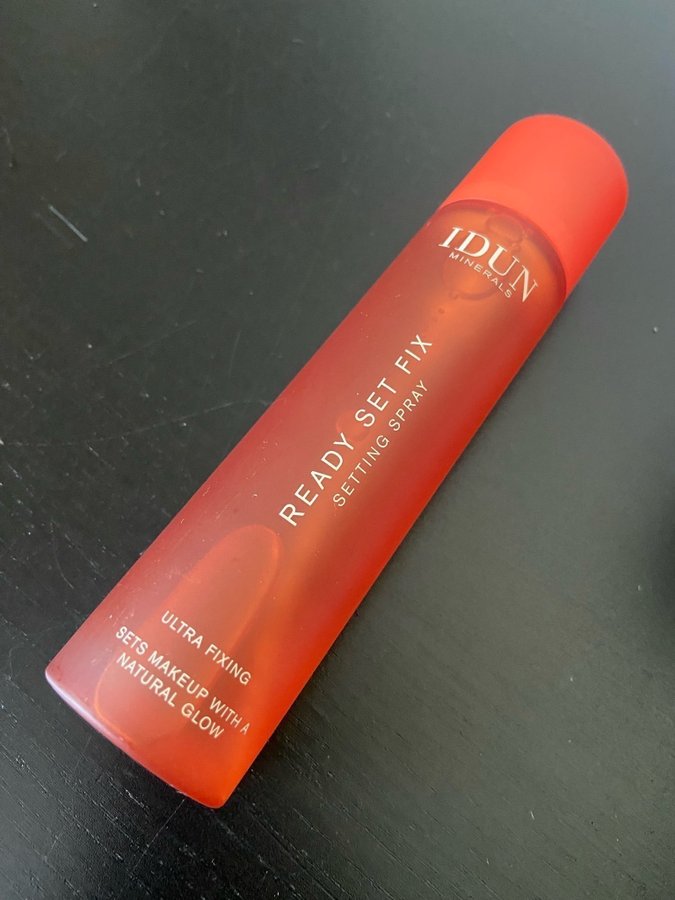 IDUN
MINERALS
READY SET FIX
SETTING SPRAY
ULTRA FIXING
SETS MAKEUP WITH A
NATURAL GLOW